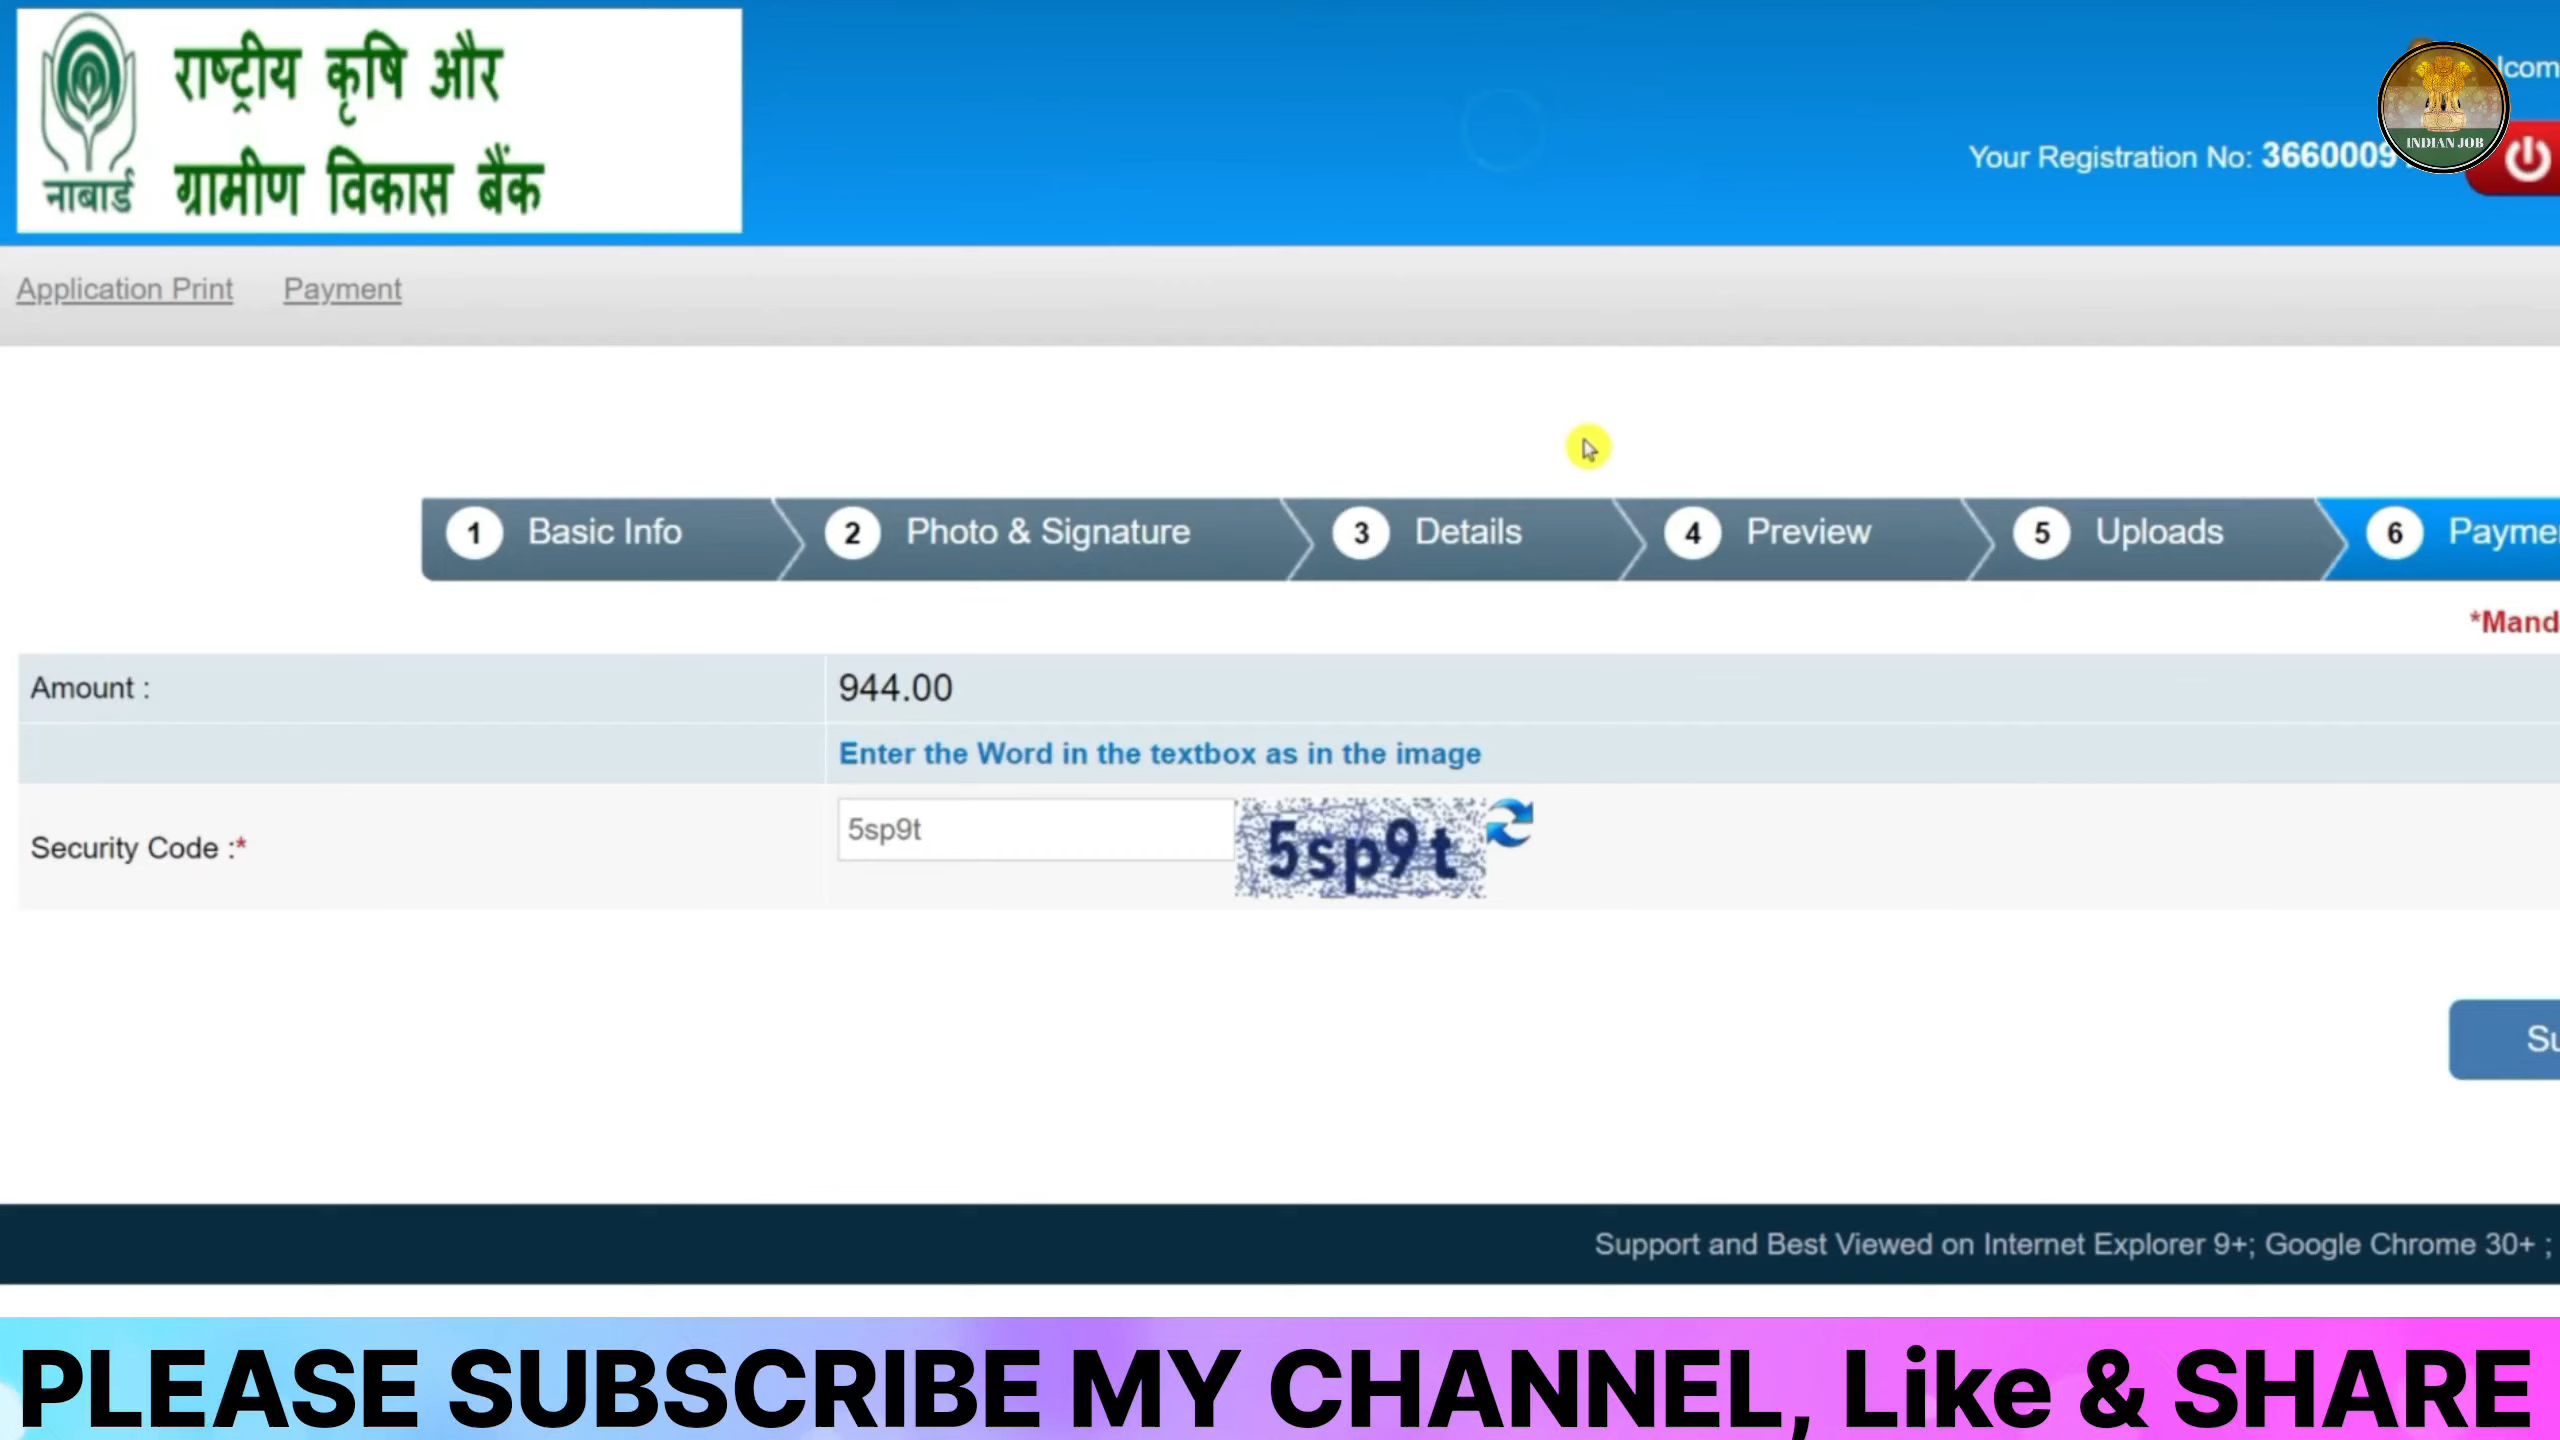 राष्ट्रीय कृषि और
ग्रामीण विकास बैंक
नाबार्ड
INDIAN JOB
Your Registration No: 366000
Application Print Payment
1 Basic Info 2 Photo & Signature 3 Details 4 Preview 5 Uploads 6 Payme
*Mand
Amount : 944.00
Enter the Word in the textbox as in the image
Security Code :* 5sp9t 5sp9t
Su
Support and Best Viewed on Internet Explorer 9+; Google Chrome 30+ ;
PLEASE SUBSCRIBE MY CHANNEL, Like & SHARE